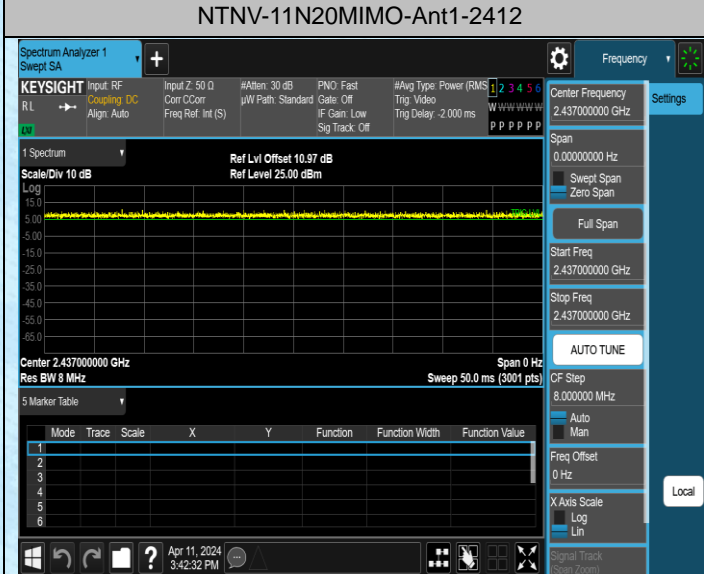 NTNV-11N20MIMO-Ant1-2412
Spectrum Analyzer 1
Swept SA
+
Frequency
KEYSIGHT
RL
LXI
Input: RF
Coupling: DC
Align: Auto
Input Z: 50 Ω
Corr CCorr
Freq Ref: Int (S)
#Atten: 30 dB
µW Path: Standard
PNO: Fast
Gate: Off
IF Gain: Low
Sig Track: Off
#Avg Type: Power (RMS
Trig: Video
Trig Delay: -2.000 ms
1 2 3 4 5 6
W W W W W W
P P P P P P
Center Frequency
2.437000000 GHz
Settings
Span
0.00000000 Hz
Swept Span
Zero Span
Full Span
Start Freq
2.437000000 GHz
Stop Freq
2.437000000 GHz
AUTO TUNE
CF Step
8.000000 MHz
Auto
Man
Freq Offset
0 Hz
X Axis Scale
Log
Lin
Signal Track
(Span Zoom)
Local
1 Spectrum
Scale/Div 10 dB
Ref Lvl Offset 10.97 dB
Ref Level 25.00 dBm
Log
15.0
5.00
-5.00
-15.0
-25.0
-35.0
-45.0
-55.0
-65.0
Center 2.437000000 GHz
Span 0 Hz
Res BW 8 MHz
Sweep 50.0 ms (3001 pts)
5 Marker Table
Mode Trace Scale X Y Function Function Width Function Value
1
2
3
4
5
6
?
Apr 11, 2024
3:42:32 PM